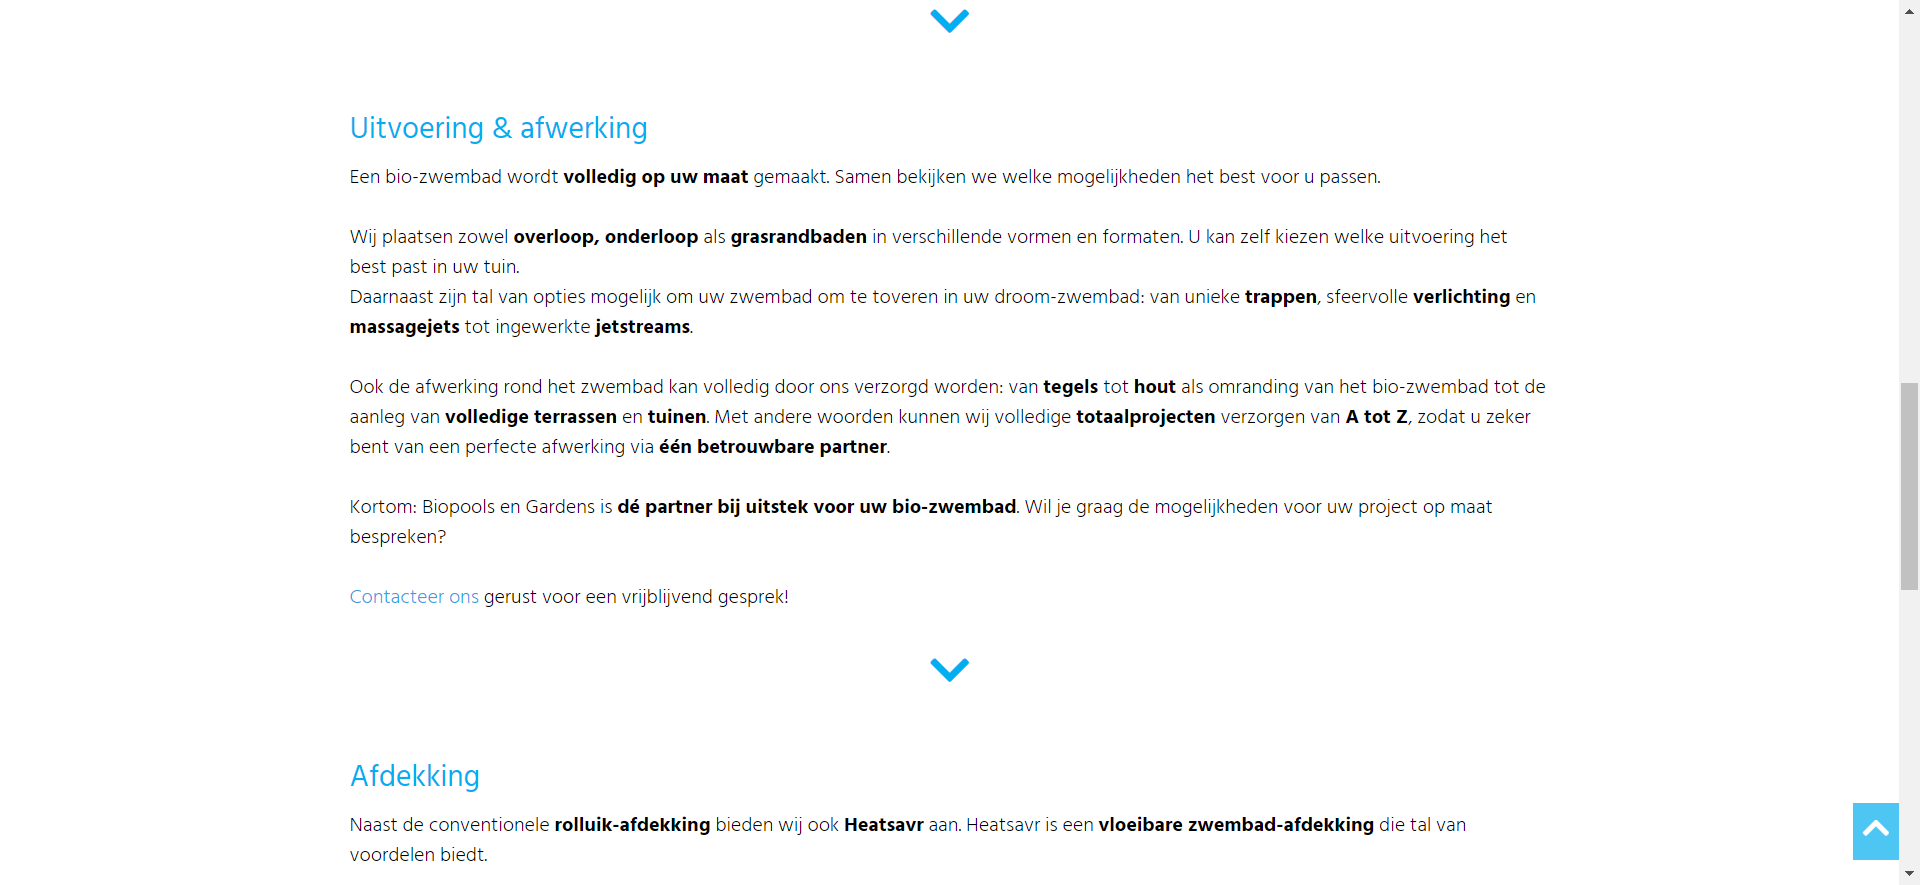 Uitvoering & afwerking
Een bio-zwembad wordt volledig op uw maat gemaakt. Samen bekijken we welke mogelijkheden het best voor u passen.
Wij plaatsen zowel overloop, onderloop als grasrandbaden in verschillende vormen en formaten. U kan zelf kiezen welke uitvoering het
best past in uw tuin.
Daarnaast zijn tal van opties mogelijk om uw zwembad om te toveren in uw droom-zwembad: van unieke trappen, sfeervolle verlichting en
massagejets tot ingewerkte jetstreams.
Ook de afwerking rond het zwembad kan volledig door ons verzorgd worden: van tegels tot hout als omranding van het bio-zwembad tot de
aanleg van volledige terrassen en tuinen. Met andere woorden kunnen wij volledige totaalprojecten verzorgen van A tot Z, zodat u zeker
bent van een perfecte afwerking via één betrouwbare partner.
Kortom: Biopools en Gardens is dé partner bij uitstek voor uw bio-zwembad. Wil je graag de mogelijkheden voor uw project op maat
bespreken?
Contacteer ons gerust voor een vrijblijvend gesprek!
Afdekking
Naast de conventionele rolluik-afdekking bieden wij ook Heatsavr aan. Heatsavr is een vloeibare zwembad-afdekking die tal van
voordelen biedt.